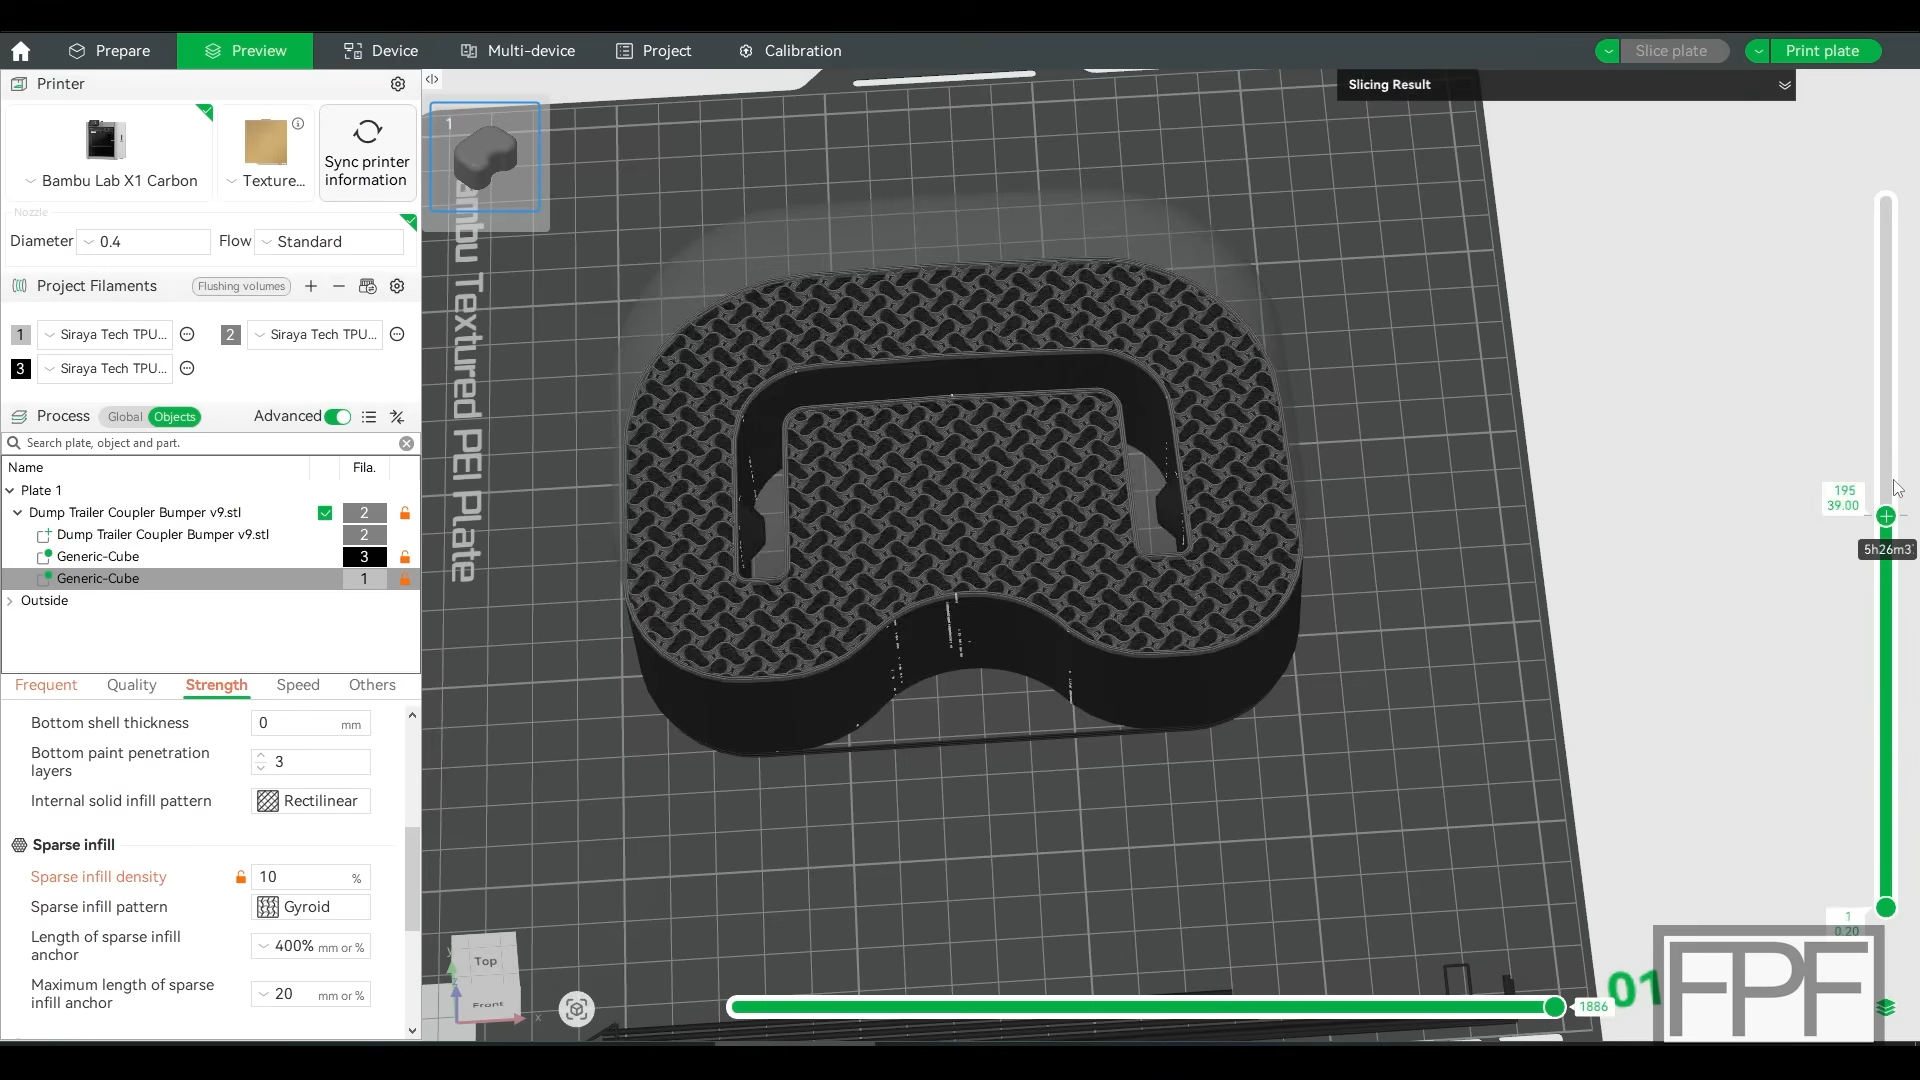 Prepare Preview Device Multi-device Project Calibration Slice plate Print plate
Printer
Slicing Result
1
Bambu Lab X1 Carbon Texture... Sync printer
information
Nozzle
Diameter 0.4 Flow Standard
Project Filaments Flushing volumes
1 Siraya Tech TPU... 2 Siraya Tech TPU...
3 Siraya Tech TPU...
Process Global Objects Advanced
Search plate, object and part.
Name Fila.
Plate 1
Dump Trailer Coupler Bumper v9.stl 2
Dump Trailer Coupler Bumper v9.stl 2
Generic-Cube 3
Generic-Cube 1
Outside
Frequent Quality Strength Speed Others
Bottom shell thickness 0 mm
Bottom paint penetration
layers 3
Internal solid infill pattern Rectilinear
Sparse infill
Sparse infill density 10 %
Sparse infill pattern Gyroid
Length of sparse infill
anchor 400% mm or %
Maximum length of sparse
infill anchor 20 mm or %
Textured PEI Plate
195
39.00
5h26m3
1
0.20
Top
Front
x
1886
01
FPF